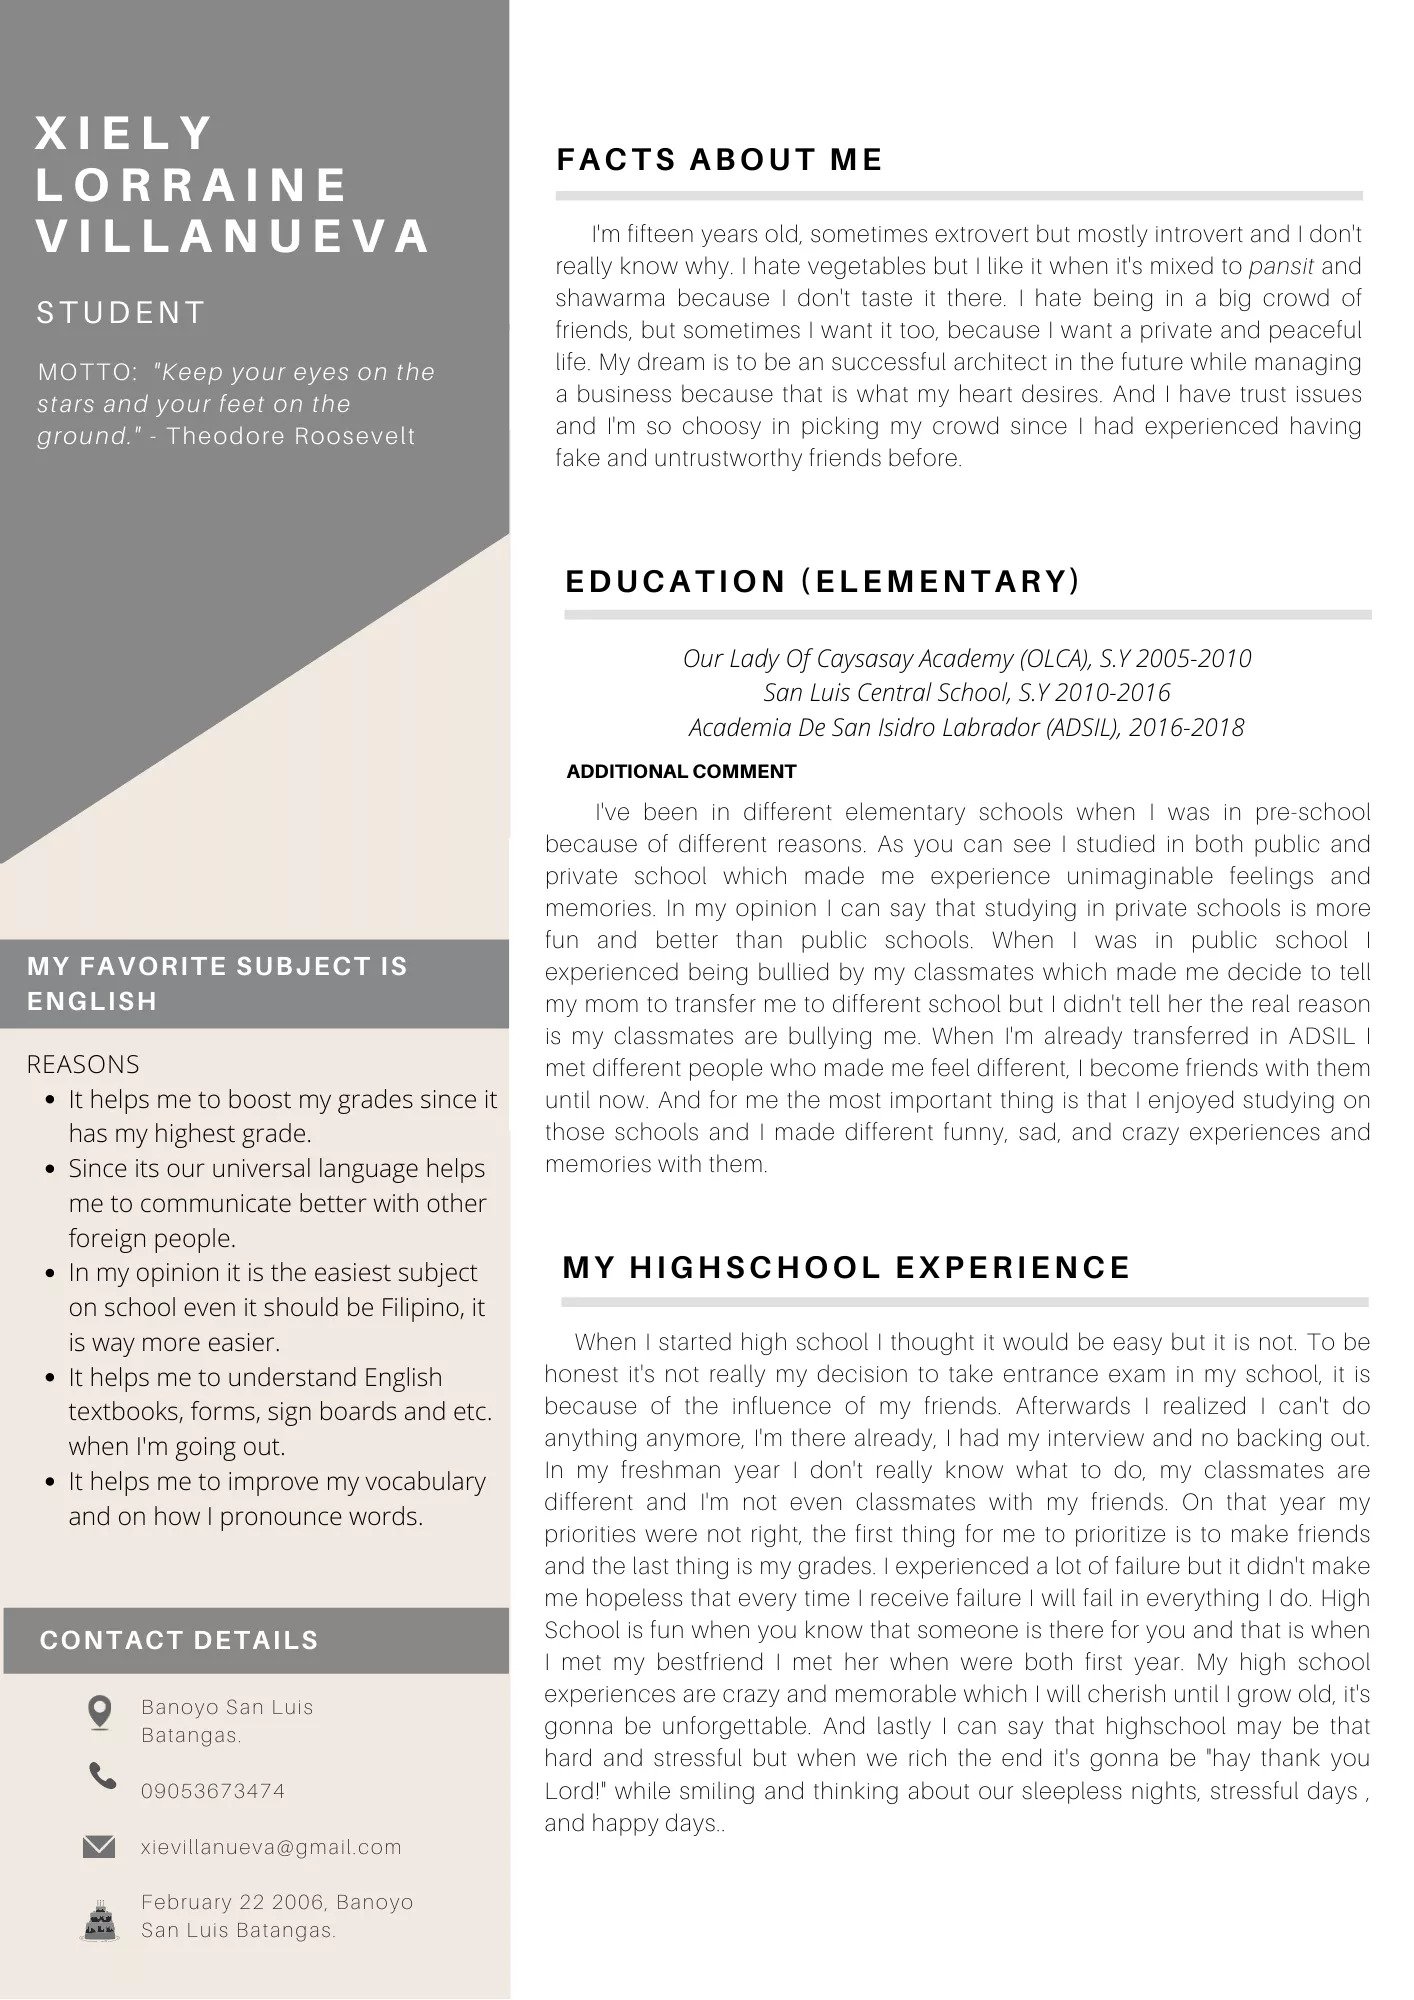 XIELY
LORRAINE
VILLANUEVA
STUDENT
MOTTO: "Keep your eyes on the
stars and your feet on the
ground." - Theodore Roosevelt
MY FAVORITE SUBJECT IS
ENGLISH
REASONS
• It helps me to boost my grades since it
has my highest grade.
• Since its our universal language helps
me to communicate better with other
foreign people.
• In my opinion it is the easiest subject
on school even it should be Filipino, it
is way more easier.
• It helps me to understand English
textbooks, forms, sign boards and etc.
when I'm going out.
• It helps me to improve my vocabulary
and on how I pronounce words.
CONTACT DETAILS
Banoyo San Luis
Batangas.
09053673474
xievillanueva@gmail.com
February 22 2006, Banoyo
San Luis Batangas.
FACTS ABOUT ME
I'm fifteen years old, sometimes extrovert but mostly introvert and I don't
really know why. I hate vegetables but I like it when it's mixed to pansit and
shawarma because I don't taste it there. I hate being in a big crowd of
friends, but sometimes I want it too, because I want a private and peaceful
life. My dream is to be an successful architect in the future while managing
a business because that is what my heart desires. And I have trust issues
and I'm so choosy in picking my crowd since I had experienced having
fake and untrustworthy friends before.
EDUCATION (ELEMENTARY)
Our Lady Of Caysasay Academy (OLCA), S.Y 2005-2010
San Luis Central School, S.Y 2010-2016
Academia De San Isidro Labrador (ADSIL), 2016-2018
ADDITIONAL COMMENT
I've been in different elementary schools when I was in pre-school
because of different reasons. As you can see I studied in both public and
private school which made me experience unimaginable feelings and
memories. In my opinion I can say that studying in private schools is more
fun and better than public schools. When I was in public school I
experienced being bullied by my classmates which made me decide to tell
my mom to transfer me to different school but I didn't tell her the real reason
is my classmates are bullying me. When I'm already transferred in ADSIL I
met different people who made me feel different, I become friends with them
until now. And for me the most important thing is that I enjoyed studying on
those schools and I made different funny, sad, and crazy experiences and
memories with them.
MY HIGHSCHOOL EXPERIENCE
When I started high school I thought it would be easy but it is not. To be
honest it's not really my decision to take entrance exam in my school, it is
because of the influence of my friends. Afterwards I realized I can't do
anything anymore, I'm there already, I had my interview and no backing out.
In my freshman year I don't really know what to do, my classmates are
different and I'm not even classmates with my friends. On that year my
priorities were not right, the first thing for me to prioritize is to make friends
and the last thing is my grades. I experienced a lot of failure but it didn't make
me hopeless that every time I receive failure I will fail in everything I do. High
School is fun when you know that someone is there for you and that is when
I met my bestfriend I met her when were both first year. My high school
experiences are crazy and memorable which I will cherish until I grow old, it's
gonna be unforgettable. And lastly I can say that highschool may be that
hard and stressful but when we rich the end it's gonna be "hay thank you
Lord!" while smiling and thinking about our sleepless nights, stressful days ,
and happy days..